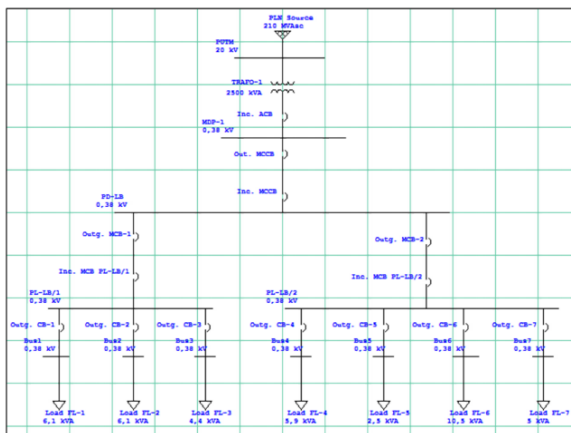 PLN Source
210 MVAsc
PUTM
20 kV
TRAFO-1
2500 kVA
Inc. ACB
MDP-1
0,38 kV
Out. MCCB
Inc. MCCB
PD-LB
0,38 kV
Outg. MCB-1
Outg. MCB-2
Inc. MCB PL-LB/1
Inc. MCB PL-LB/2
PL-LB/1
0,38 kV
PL-LB/2
0,38 kV
Outg. CB-1 Outg. CB-2 Outg. CB-3 Outg. CB-4 Outg. CB-5 Outg. CB-6 Outg. CB-7
Bus1 Bus2 Bus3 Bus4 Bus5 Bus6 Bus7
0,38 kV 0,38 kV 0,38 kV 0,38 kV 0,38 kV 0,38 kV 0,38 kV
Load FL-1 Load FL-2 Load FL-3 Load FL-4 Load FL-5 Load FL-6 Load FL-7
6,1 kVA 6,1 kVA 4,4 kVA 5,9 kVA 2,5 kVA 10,5 kVA 5 kVA